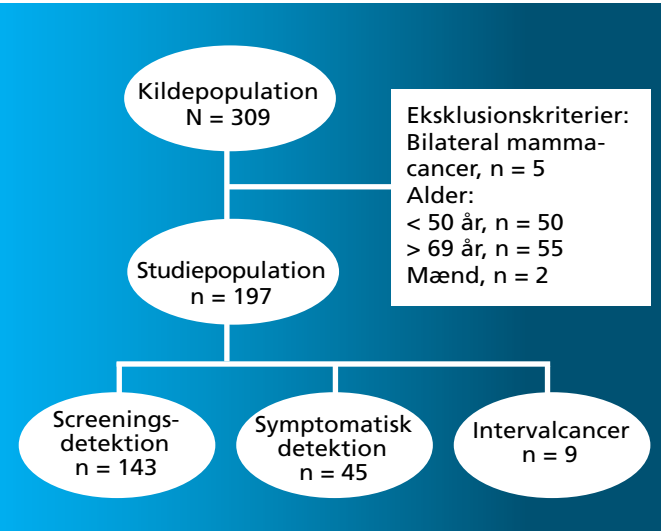 Kildepopulation
N = 309
Eksklusionskriterier:
Bilateral mamma-
cancer, n = 5
Alder:
< 50 år, n = 50
> 69 år, n = 55
Mænd, n = 2
Studiepopulation
n = 197
Screenings-
detektion
n = 143
Symptomatisk
detektion
n = 45
Intervalcancer
n = 9